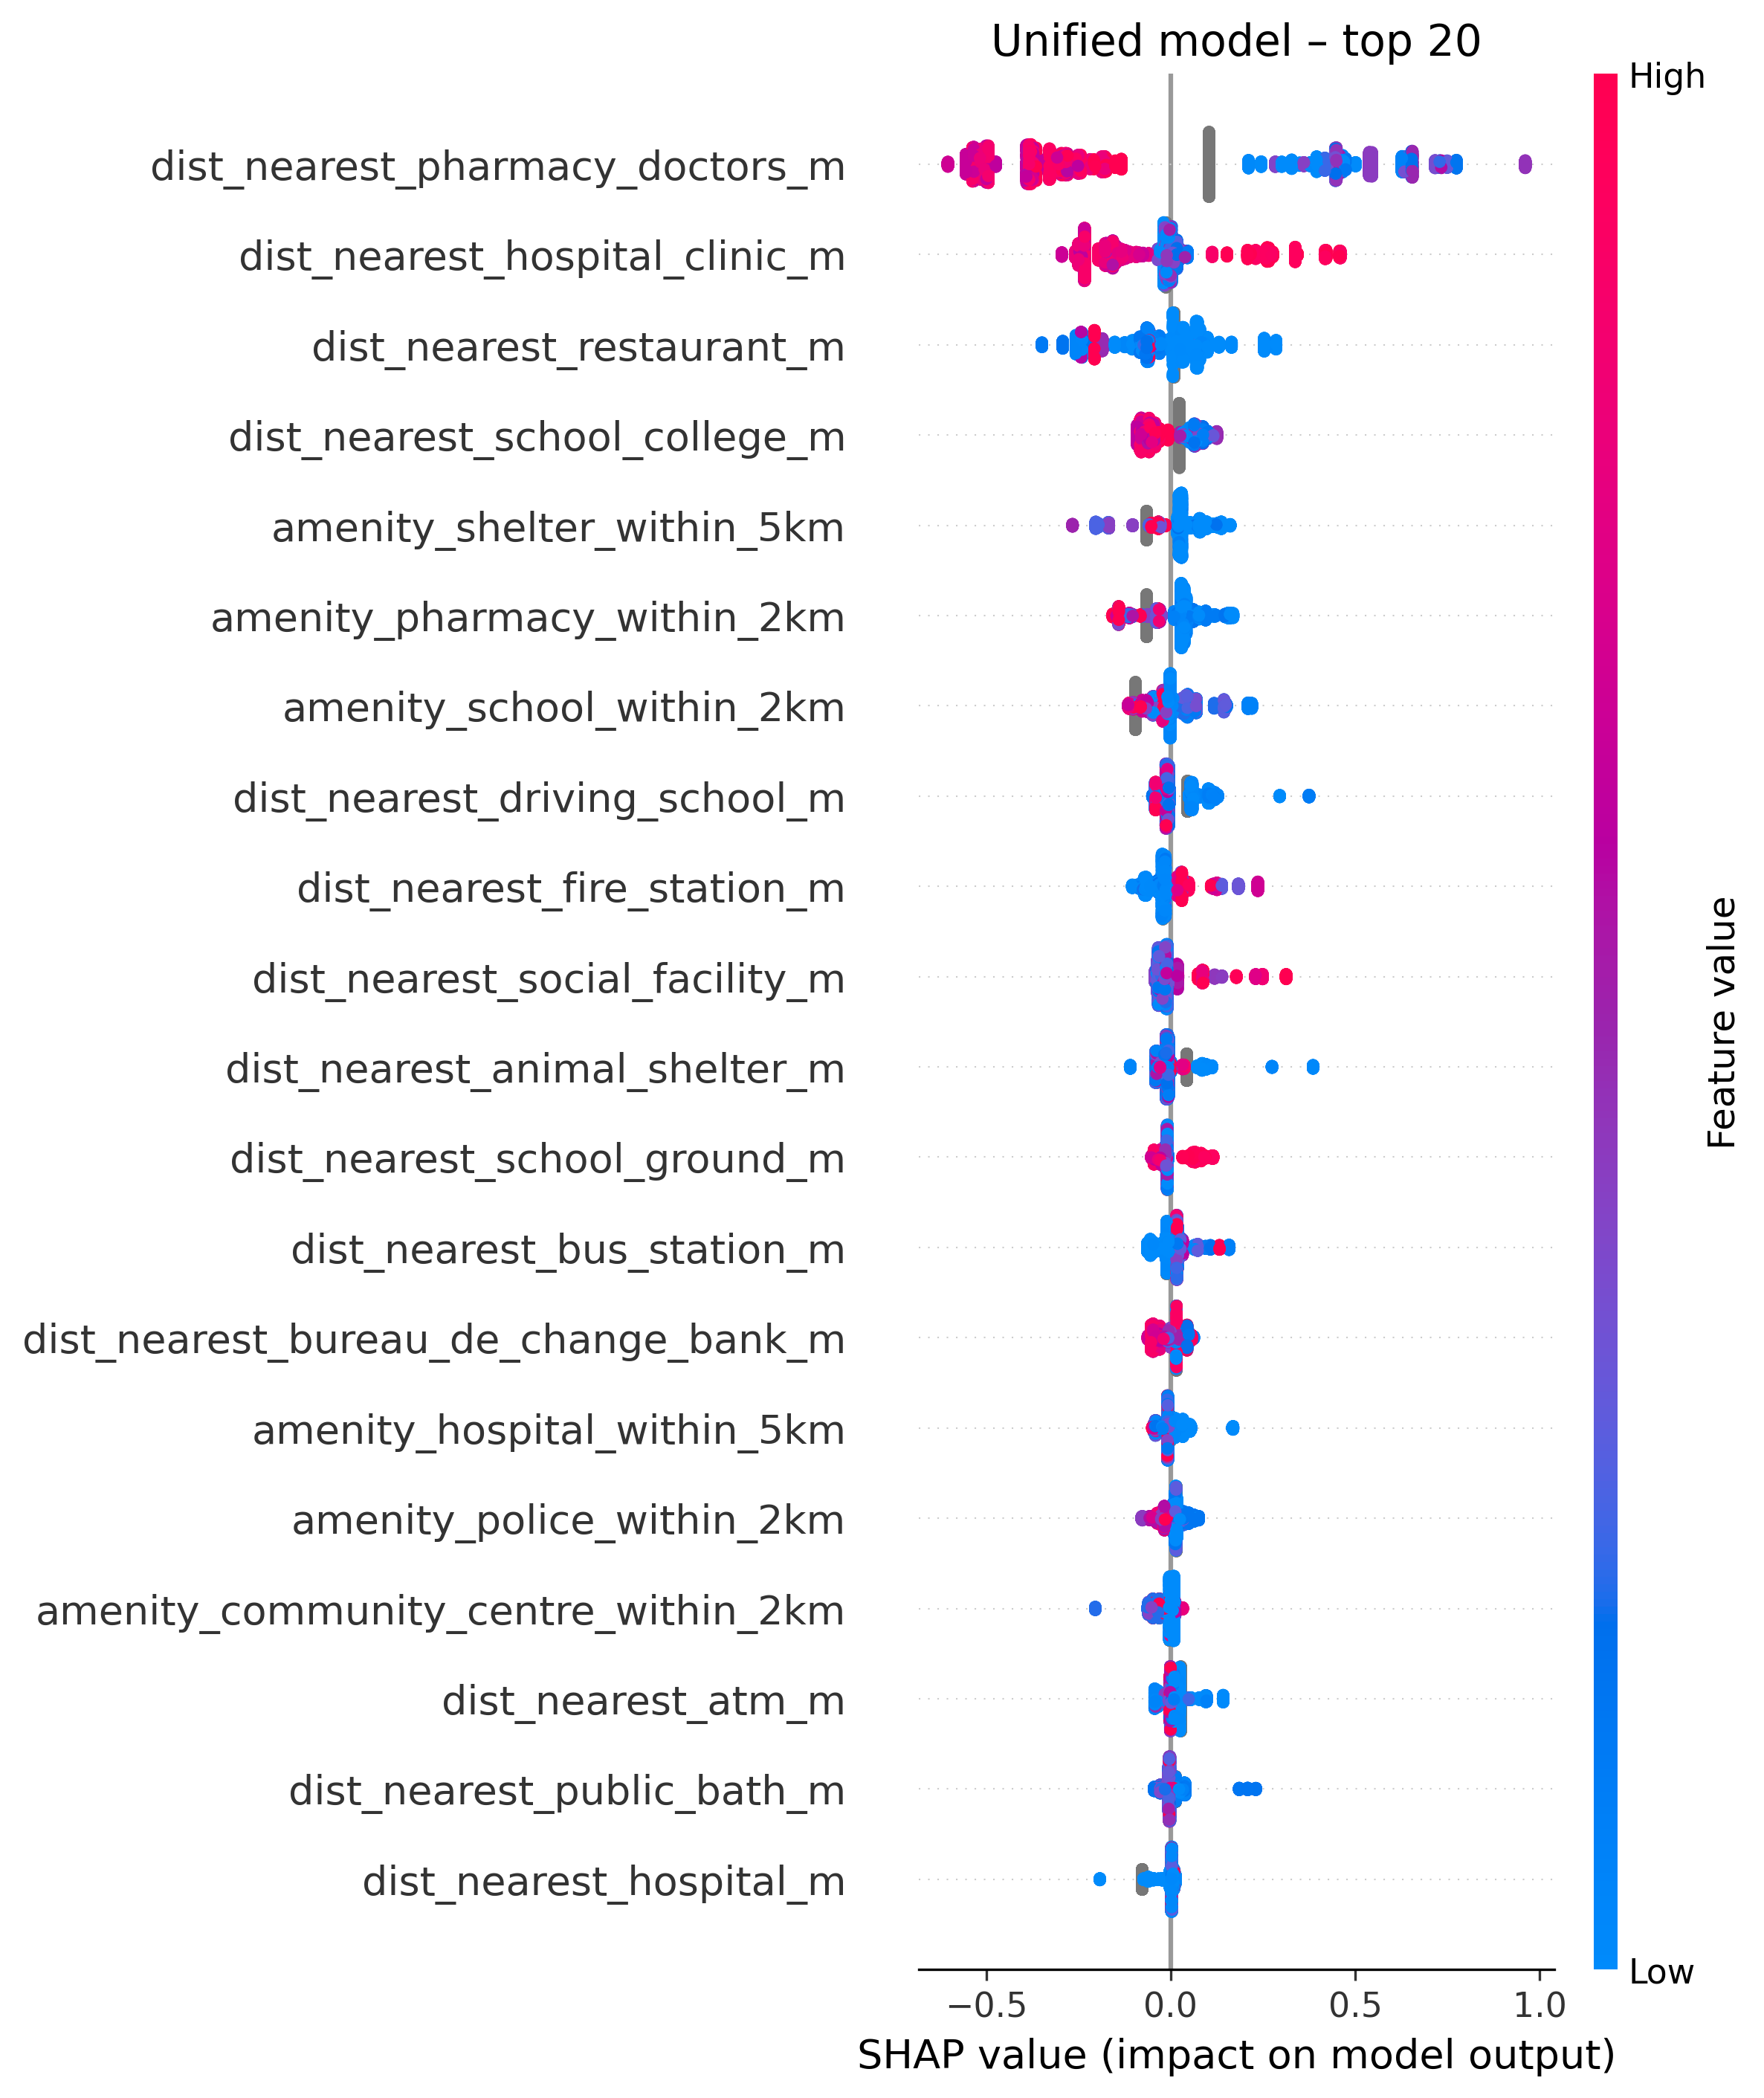 Unified model – top 20
High
dist_nearest_pharmacy_doctors_m
dist_nearest_hospital_clinic_m
dist_nearest_restaurant_m
dist_nearest_school_college_m
amenity_shelter_within_5km
amenity_pharmacy_within_2km
amenity_school_within_2km
dist_nearest_driving_school_m
dist_nearest_fire_station_m
dist_nearest_social_facility_m
dist_nearest_animal_shelter_m
dist_nearest_school_ground_m
dist_nearest_bus_station_m
dist_nearest_bureau_de_change_bank_m
amenity_hospital_within_5km
amenity_police_within_2km
amenity_community_centre_within_2km
dist_nearest_atm_m
dist_nearest_public_bath_m
dist_nearest_hospital_m
Feature value
Low
−0.5 0.0 0.5 1.0
SHAP value (impact on model output)